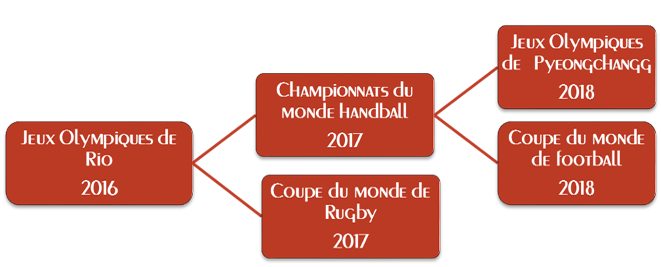 Jeux Olympiques de
Rio
2016
Championnats du
monde handball
2017
Coupe du monde de
Rugby
2017
Jeux Olympiques
de Pyeongchangg
2018
Coupe du monde
de football
2018